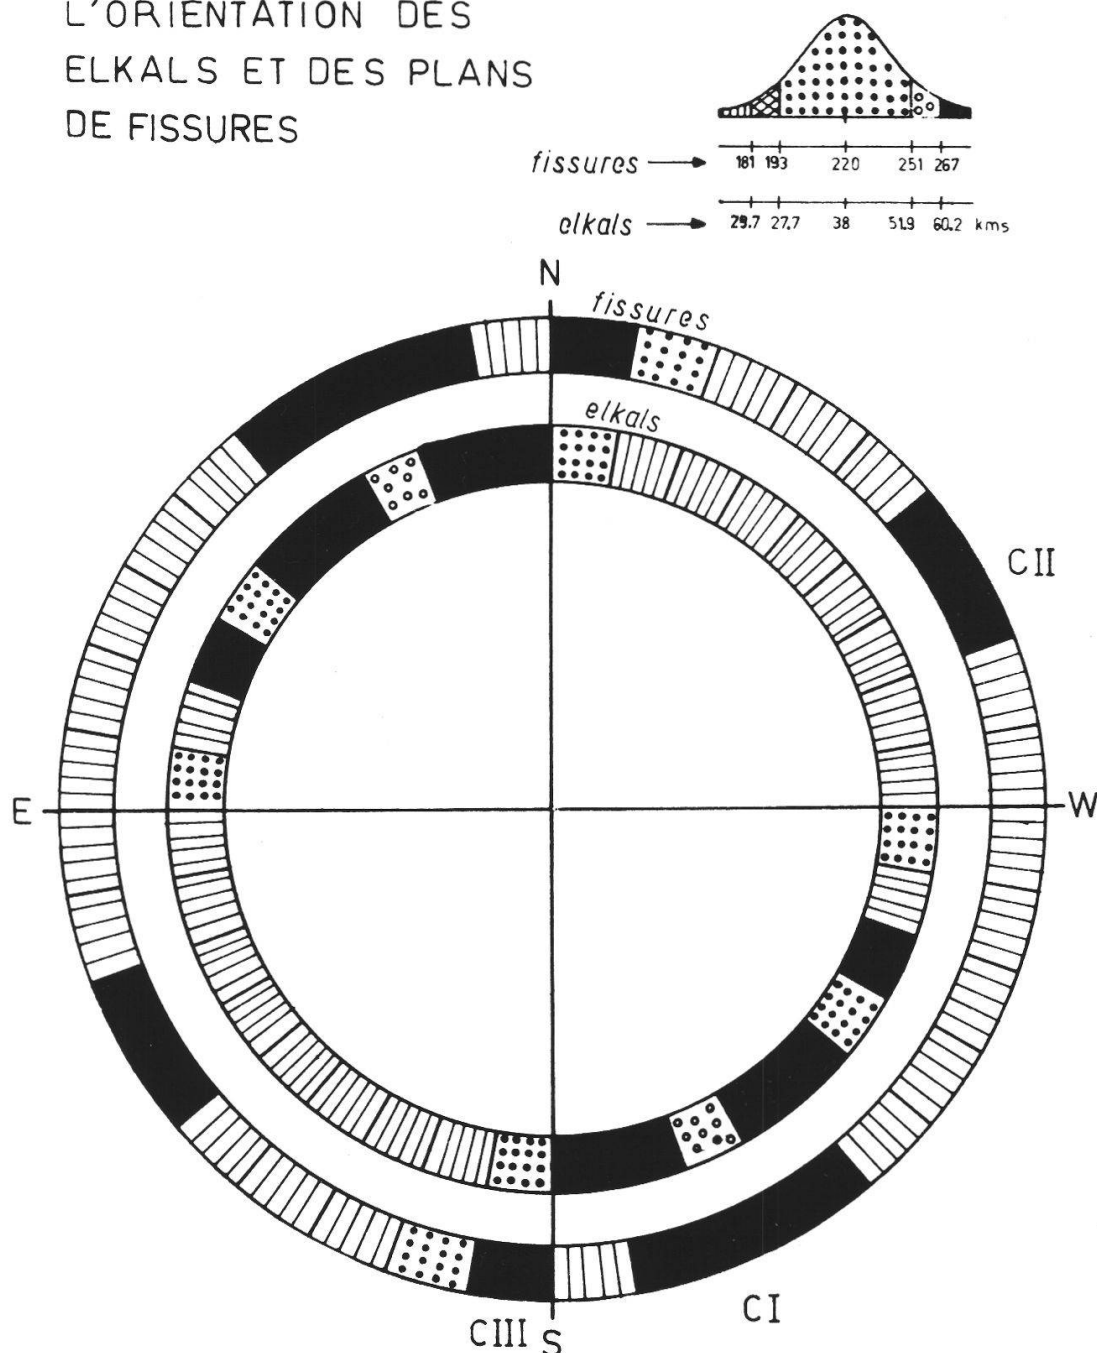 L'ORIENTATION DES
ELKALS ET DES PLANS
DE FISSURES
fissures
181 193 220 251 267
elkals
29.7 27.7 38 51.9 60.2 kms
N
fissures
elkals
CII
E
W
CI
CIII
S